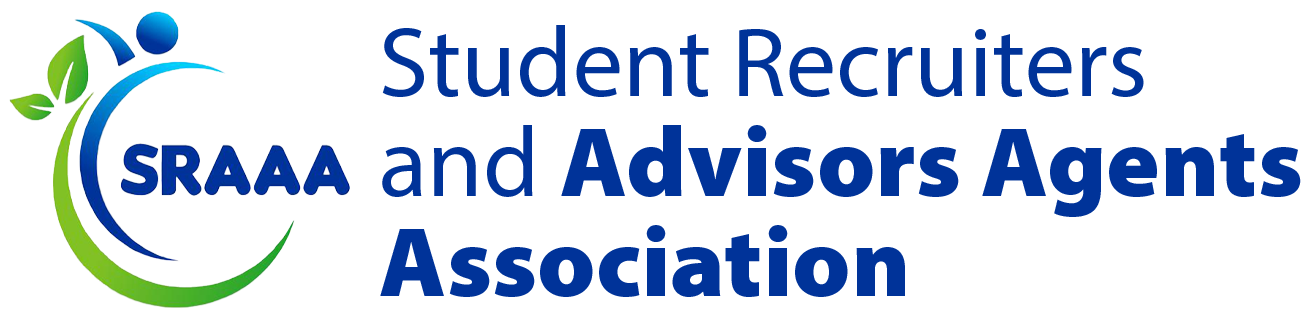 SRAAA
Student Recruiters
and Advisors Agents
Association